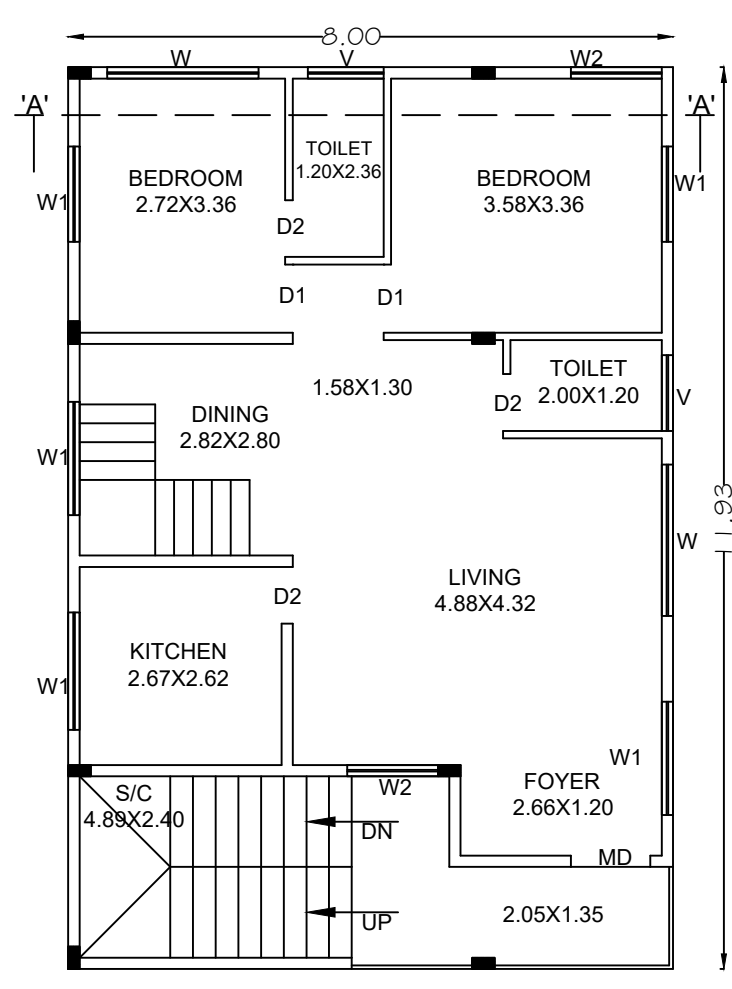 8.00
W
V
W2
'A'
'A'
TOILET
1.20X2.36
BEDROOM
2.72X3.36
BEDROOM
3.58X3.36
W1
W1
D2
D1
D1
TOILET
2.00X1.20
1.58X1.30
D2
V
DINING
2.82X2.80
W1
11.93
W
LIVING
4.88X4.32
D2
KITCHEN
2.67X2.62
W1
W1
S/C
4.89X2.40
W2
FOYER
2.66X1.20
DN
MD
UP
2.05X1.35